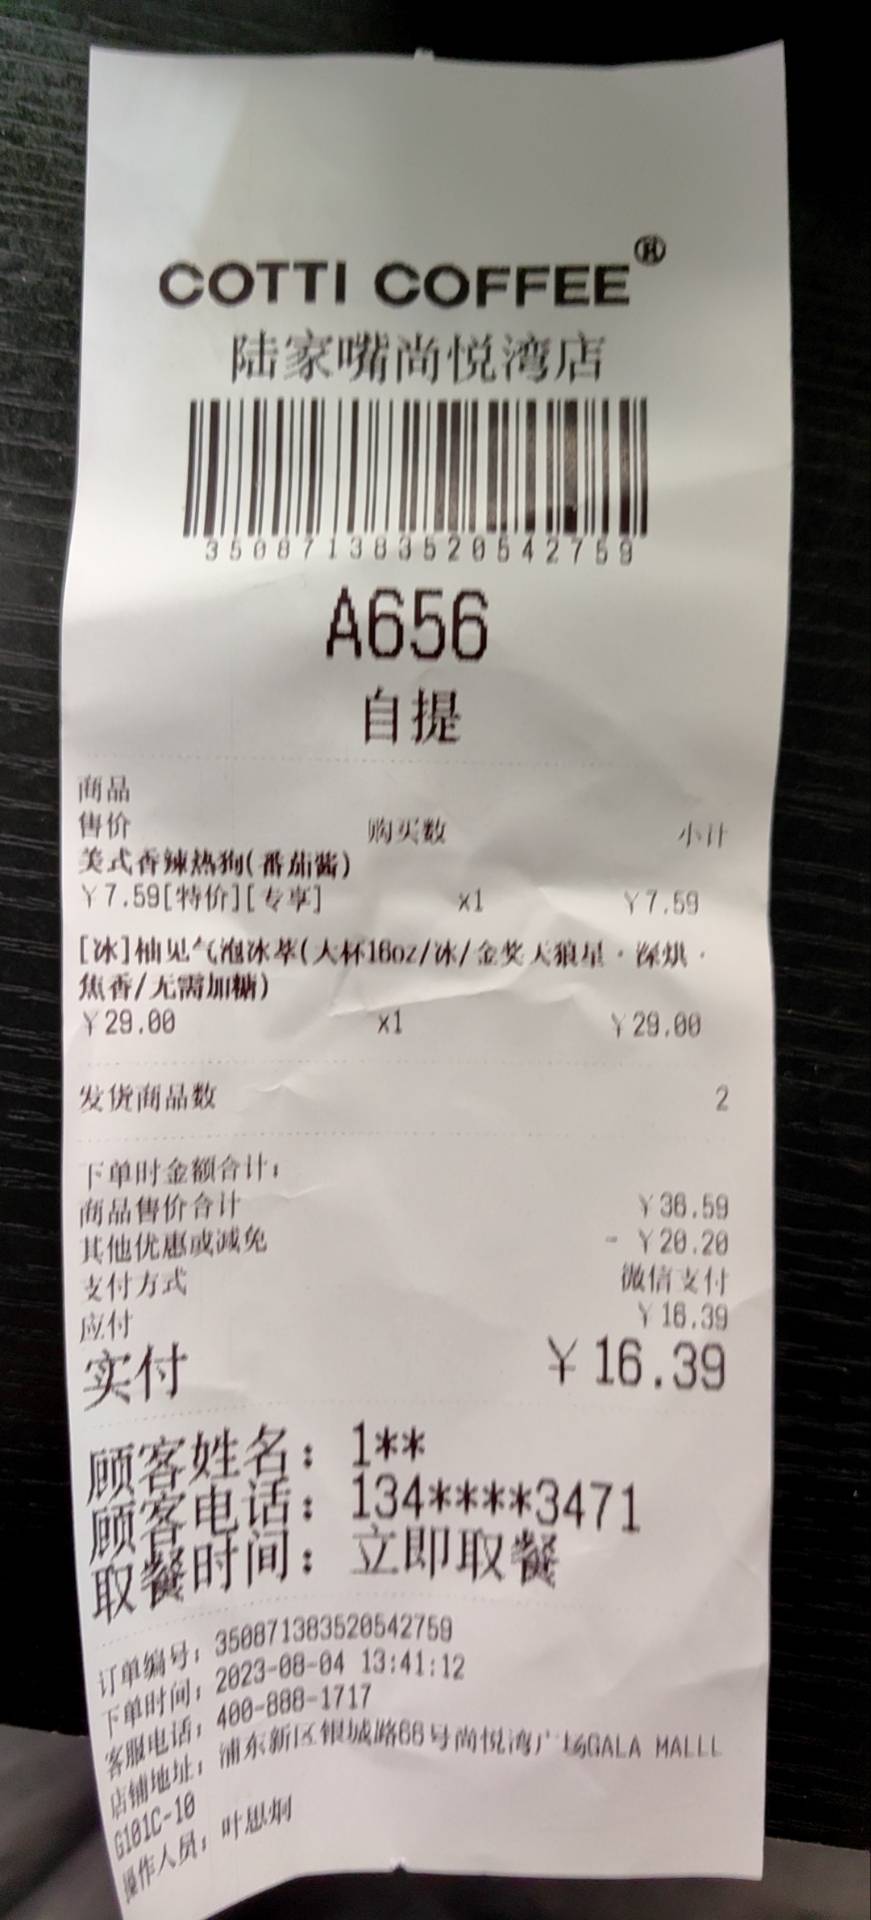 COTTI COFFEE®
陆家嘴尚悦湾店
350871383520542759
A656
自提
商品
售价 购买数 小计
美式香辣热狗(番茄酱)
￥7.59[特价][专享] x1 ￥7.59
[冰]柚见气泡冰萃(大杯16oz/冰/金奖天狼星·深烘·
焦香/无需加糖)
￥29.00 x1 ￥29.00
发货商品数 2
下单时金额合计:
商品售价合计 ￥36.59
其他优惠或减免 - ￥20.20
支付方式 微信支付
应付 ￥16.39
实付 ￥16.39
顾客姓名: 1**
顾客电话: 134****3471
取餐时间: 立即取餐
订单编号: 350871383520542759
下单时间: 2023-08-04 13:41:12
客服电话: 400-888-1717
店铺地址: 浦东新区银城路66号尚悦湾广场GALA MALLL
G101C-10
操作人员: 叶思炯